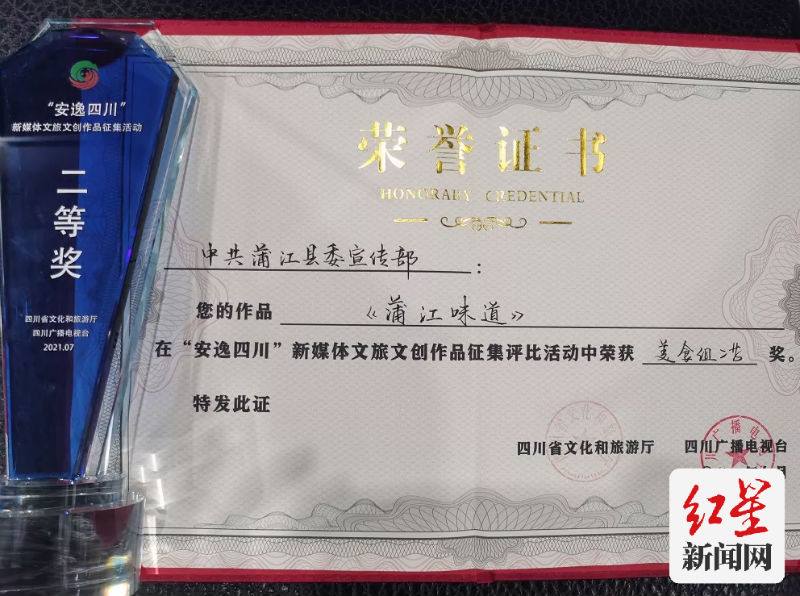 “安逸四川”
新媒体文旅文创作品征集活动
二等奖
四川省文化和旅游厅
四川广播电视台
2021.07
荣誉证书
HONORARY CREDENTIAL
中共蒲江县委宣传部:
您的作品《蒲江味道》
在“安逸四川”新媒体文旅文创作品征集评比活动中荣获 美食组二等 奖。
特发此证
四川省文化和旅游厅 四川广播电视台
红星
新闻网